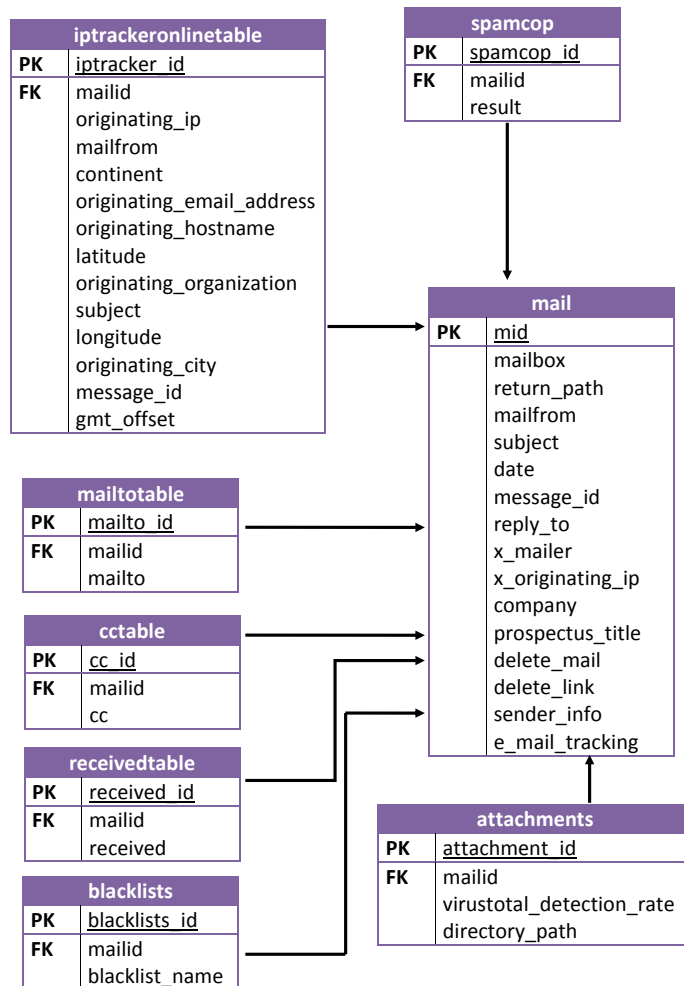 iptrackeronlinetable
PK iptracker_id
FK mailid
originating_ip
mailfrom
continent
originating_email_address
originating_hostname
latitude
originating_organization
subject
longitude
originating_city
message_id
gmt_offset
spamcop
PK spamcop_id
FK mailid
result
mail
PK mid
mailbox
return_path
mailfrom
subject
date
message_id
reply_to
x_mailer
x_originating_ip
company
prospectus_title
delete_mail
delete_link
sender_info
e_mail_tracking
mailtotable
PK mailto_id
FK mailid
mailto
cctable
PK cc_id
FK mailid
cc
receivedtable
PK received_id
FK mailid
received
blacklists
PK blacklists_id
FK mailid
blacklist_name
attachments
PK attachment_id
FK mailid
virustotal_detection_rate
directory_path